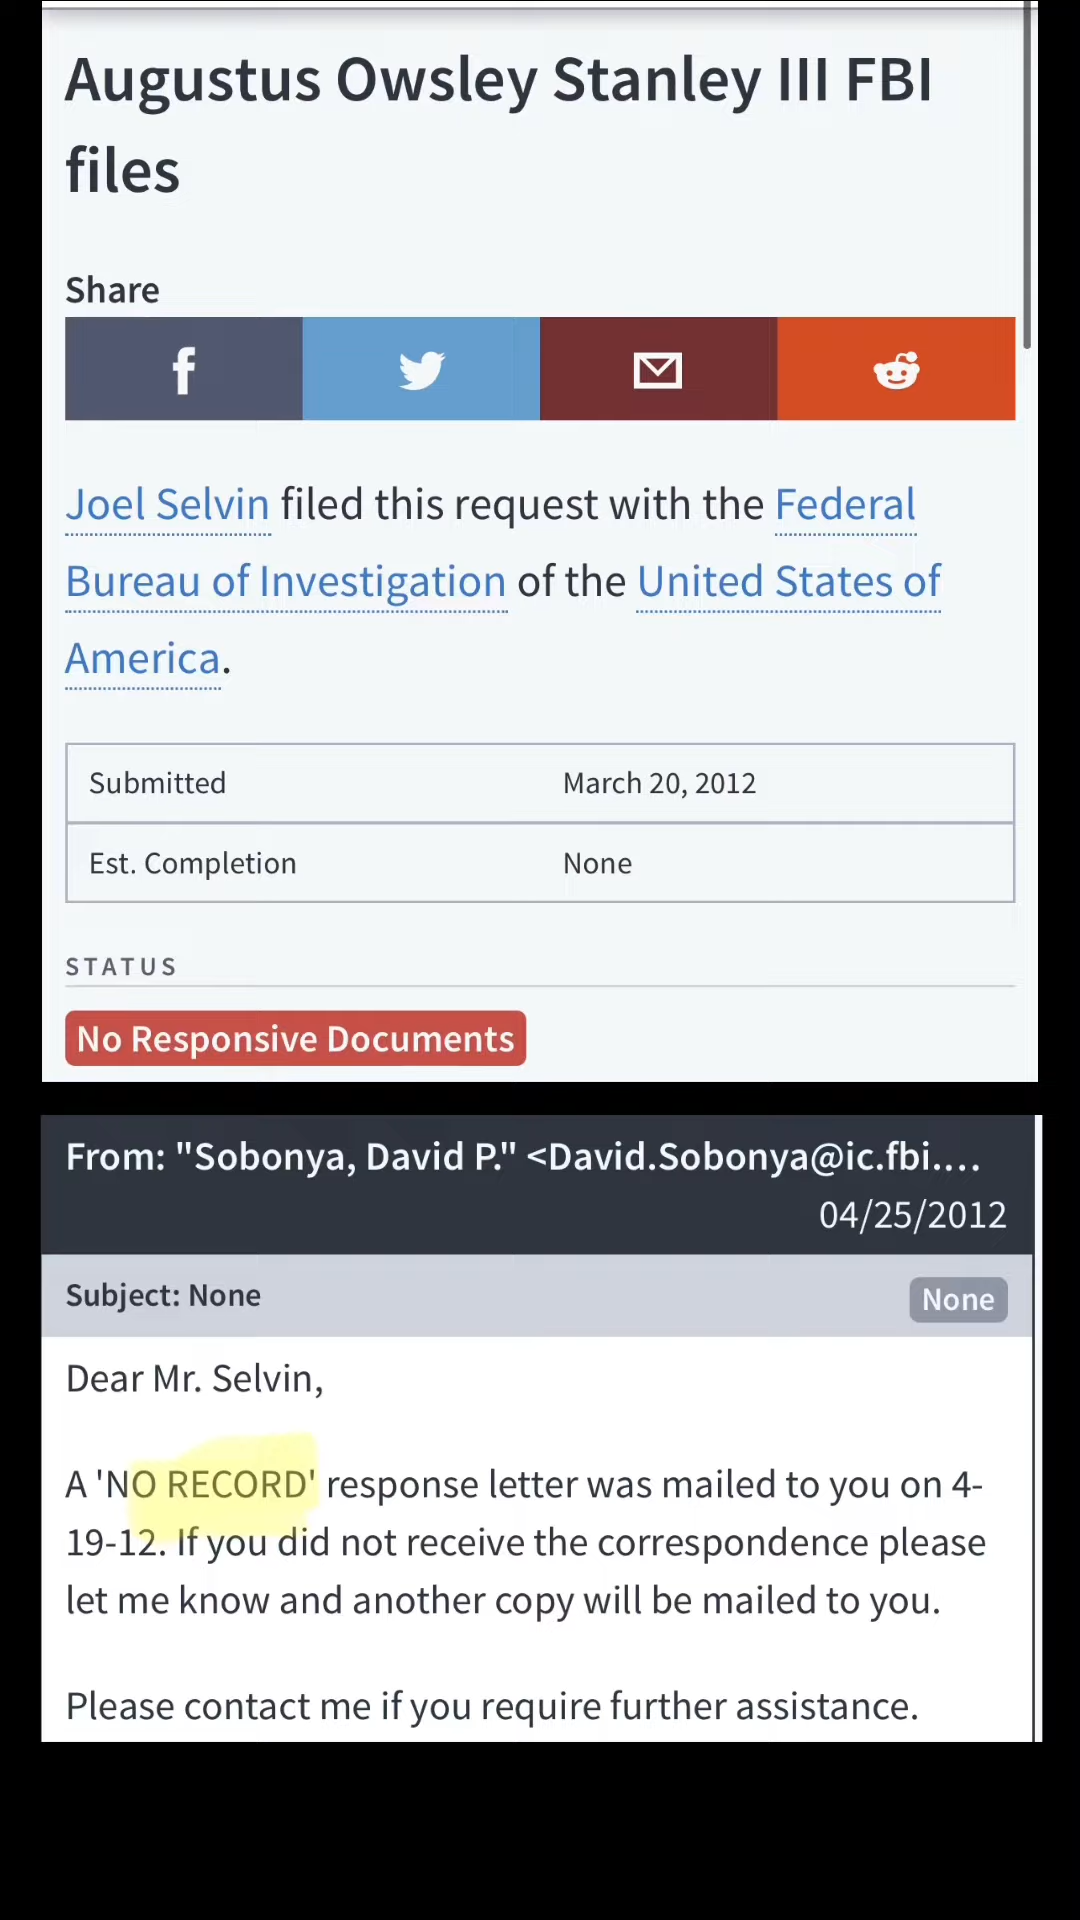 Augustus Owsley Stanley III FBI
files
Share
Joel Selvin filed this request with the Federal
Bureau of Investigation of the United States of
America.
Submitted March 20, 2012
Est. Completion None
STATUS
No Responsive Documents
From: "Sobonya, David P." <David.Sobonya@ic.fbi....
04/25/2012
Subject: None None
Dear Mr. Selvin,
A 'NO RECORD' response letter was mailed to you on 4-
19-12. If you did not receive the correspondence please
let me know and another copy will be mailed to you.
Please contact me if you require further assistance.